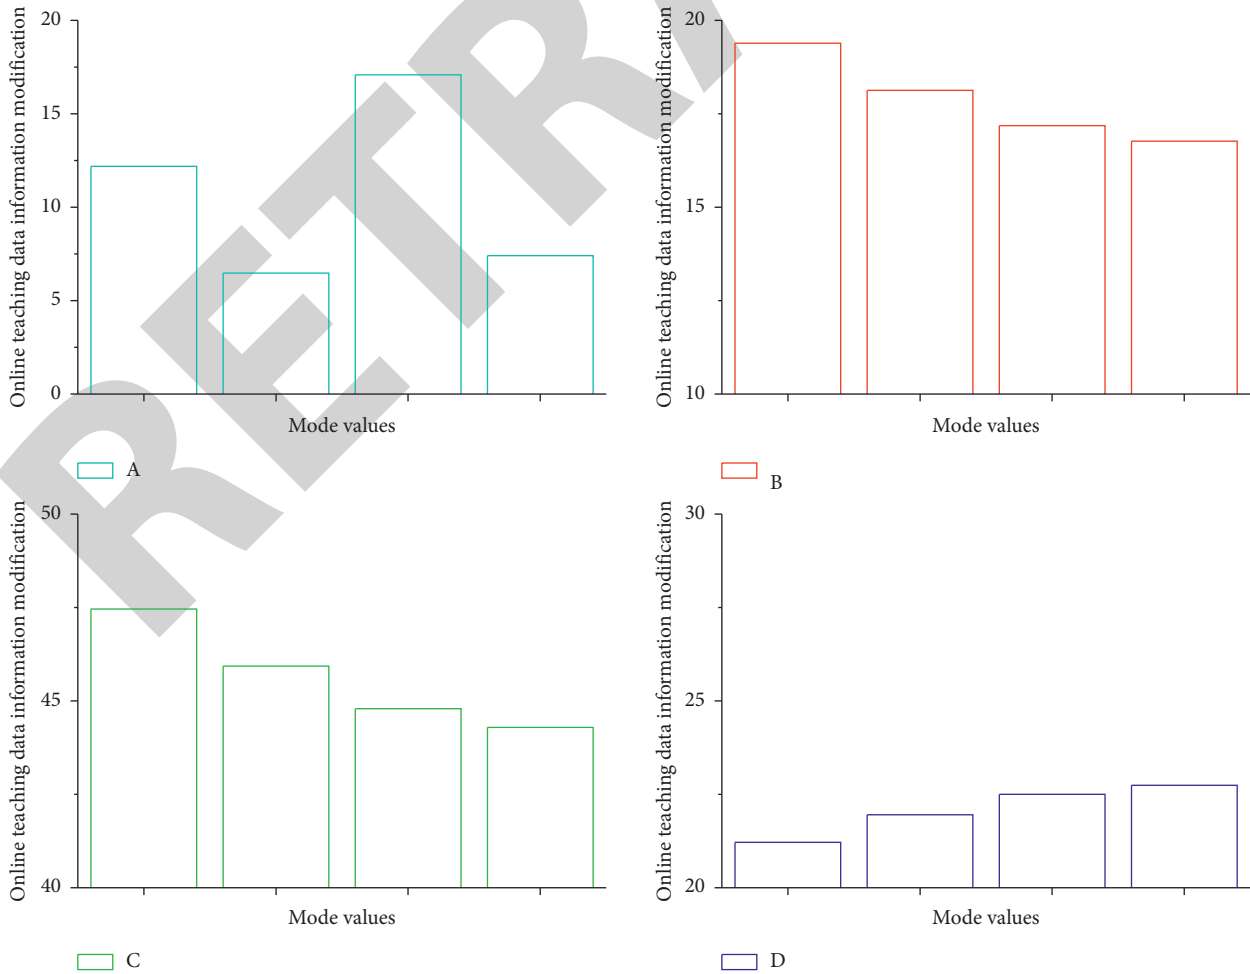 Online teaching data information modification
20
15
10
5
0
Mode values
A
Online teaching data information modification
20
15
10
Mode values
B
Online teaching data information modification
50
45
40
Mode values
C
Online teaching data information modification
30
25
20
Mode values
D
RETRA